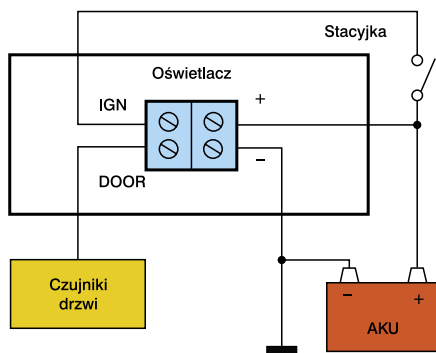 Stacyjka
Oświetlacz
IGN
+
DOOR
−
Czujniki
drzwi
− +
AKU